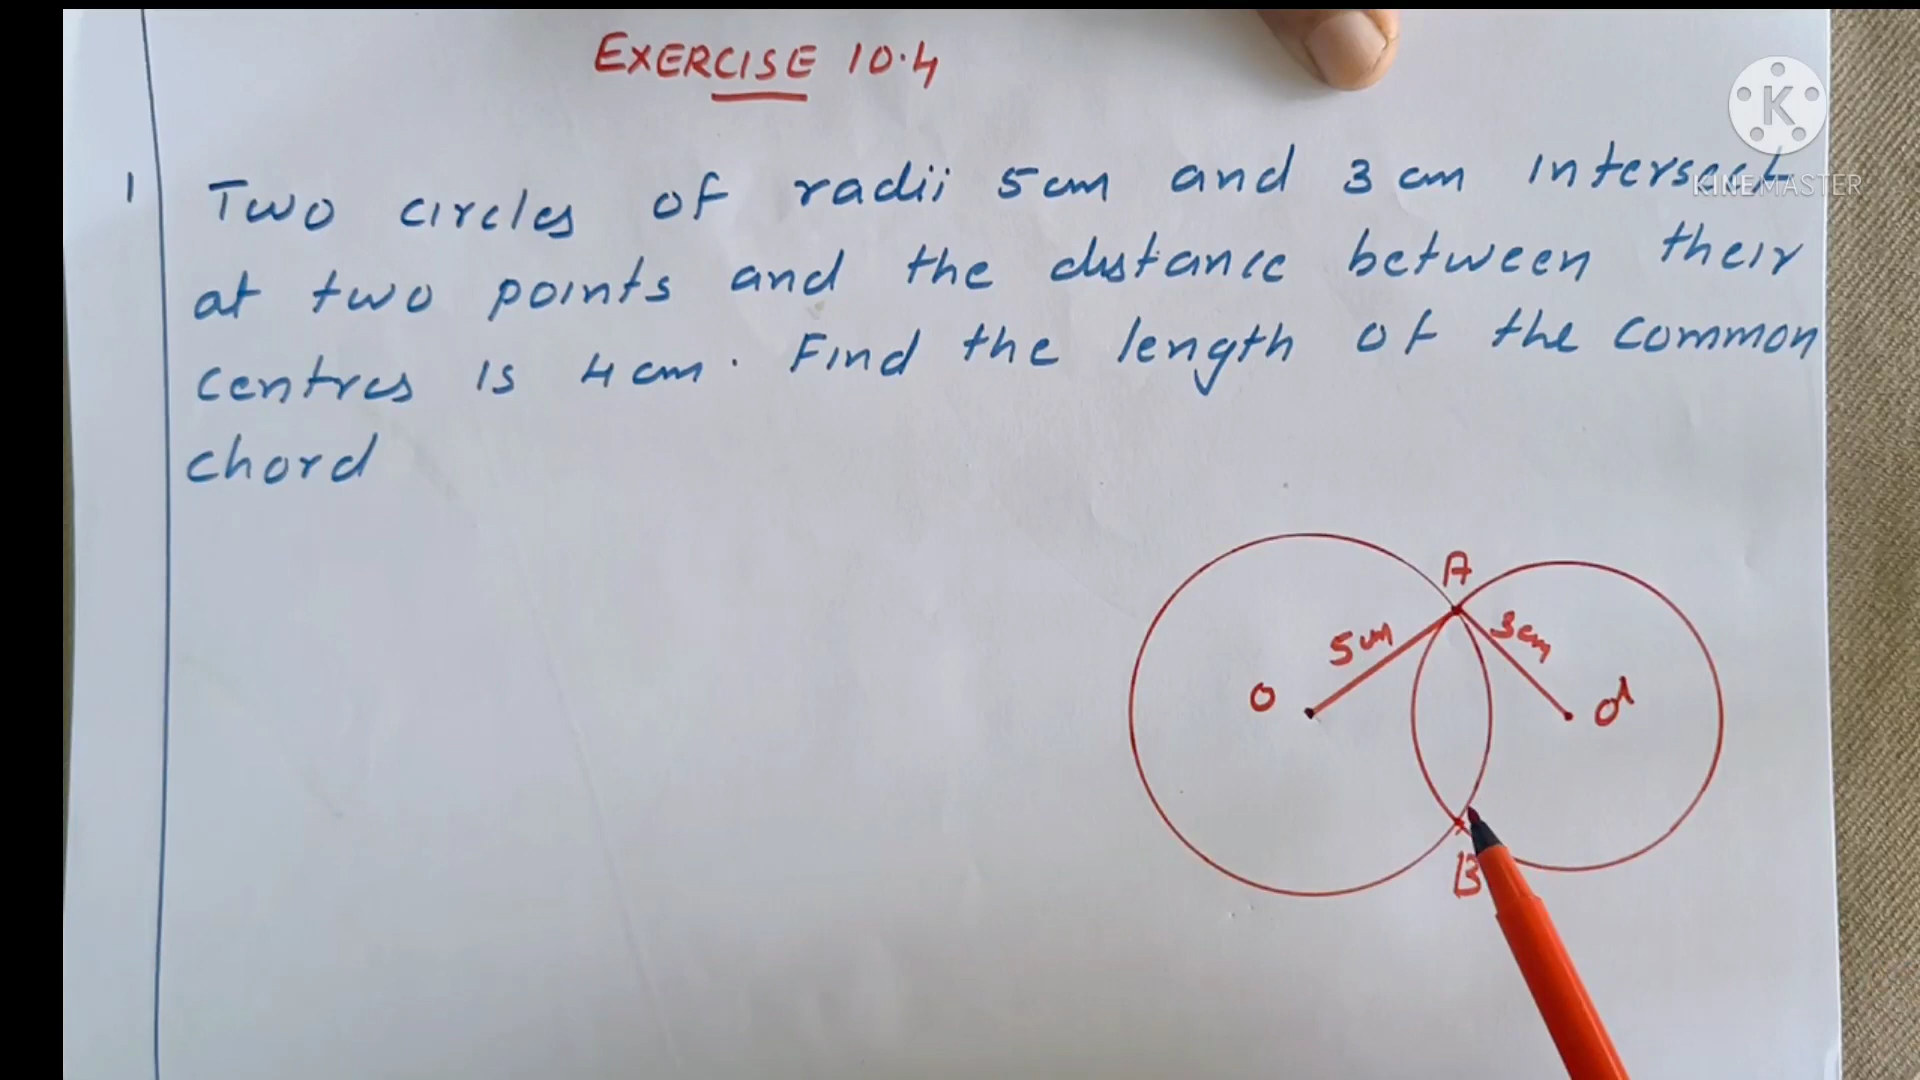 EXERCISE 10.4
1 Two circles of radii 5cm and 3 cm intersect
at two points and the distance between their
centres is 4cm. Find the length of the common
chord
A
5cm 3cm
O O'
B
K
KINEMASTER